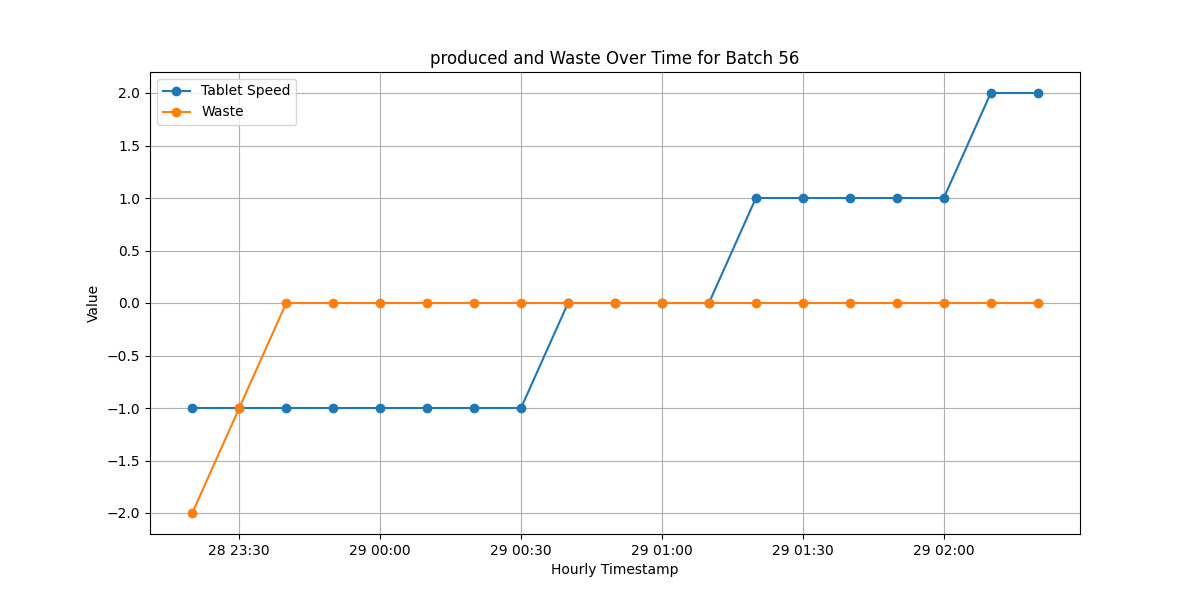 produced and Waste Over Time for Batch 56
Tablet Speed
Waste
2.0
1.5
1.0
0.5
0.0
−0.5
−1.0
−1.5
−2.0
Value
28 23:30 29 00:00 29 00:30 29 01:00 29 01:30 29 02:00
Hourly Timestamp